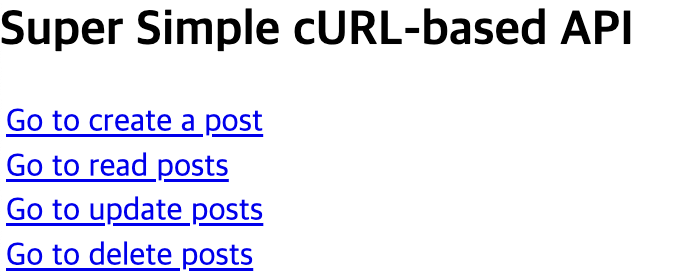 Super Simple cURL-based API
Go to create a post
Go to read posts
Go to update posts
Go to delete posts